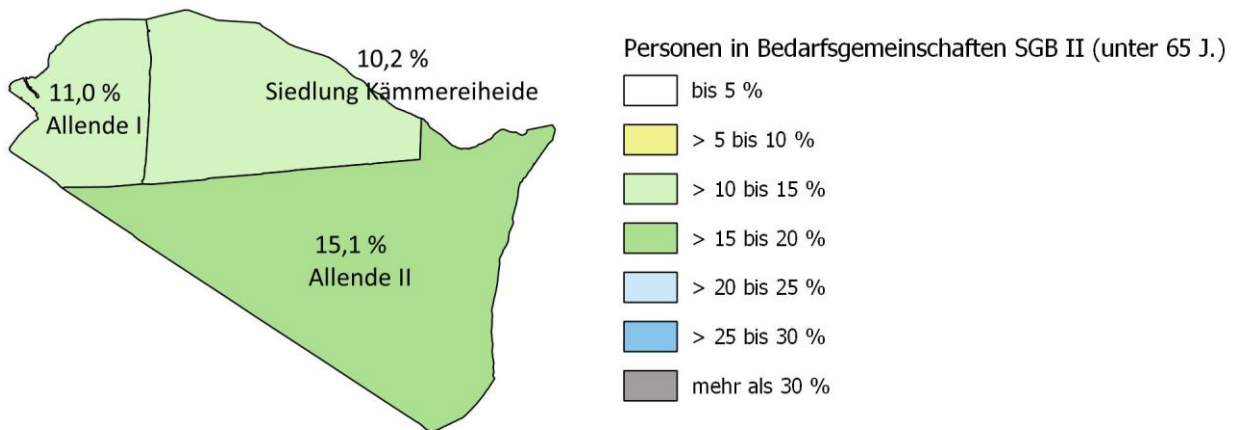 10,2 %
Siedlung Kämmereiheide
11,0 %
Allende I
15,1 %
Allende II
Personen in Bedarfsgemeinschaften SGB II (unter 65 J.)
bis 5 %
> 5 bis 10 %
> 10 bis 15 %
> 15 bis 20 %
> 20 bis 25 %
> 25 bis 30 %
mehr als 30 %